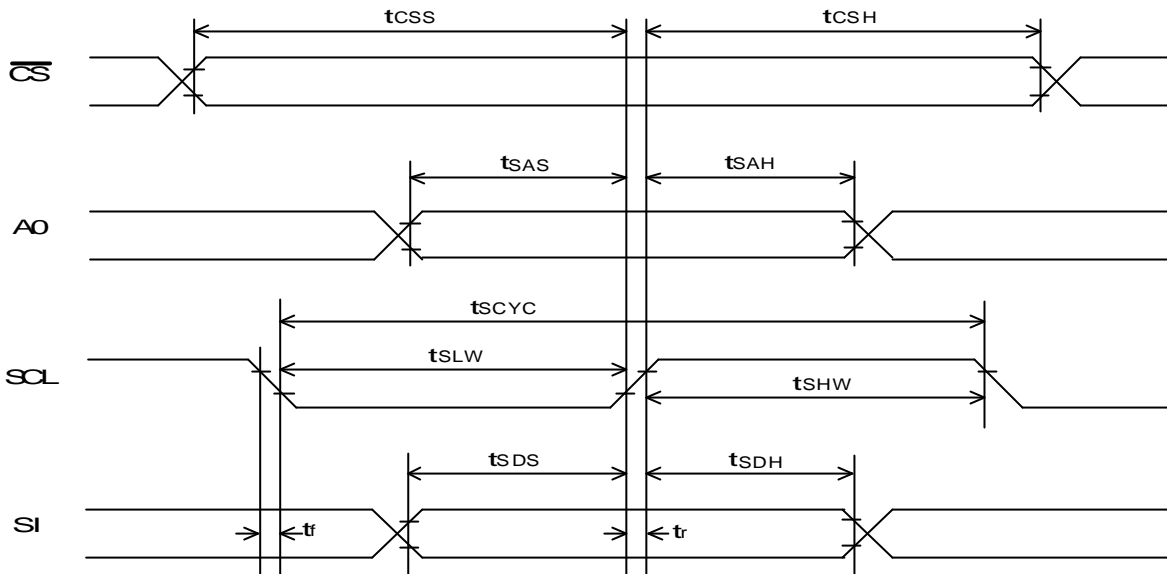 tCSS tCSH
CS
tSAS tSAH
A0
tSCYC
SCL tSLW
tSHW
tSDS tSDH
SI tf tr